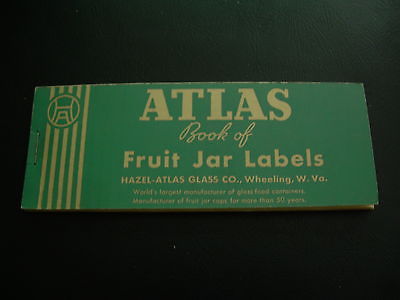 HA
ATLAS
Book of
Fruit Jar Labels
HAZEL-ATLAS GLASS CO., Wheeling, W. Va.
World's largest manufacturer of glass food containers.
Manufacturer of fruit jar caps for more than 50 years.